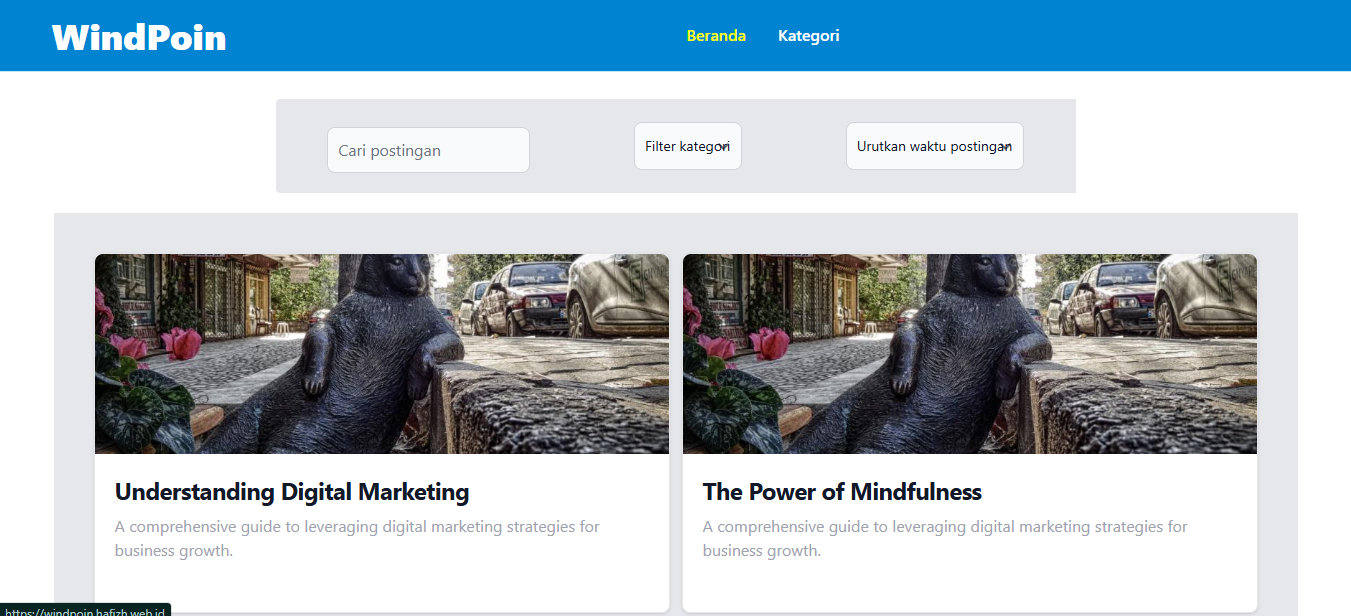 WindPoin
Beranda
Kategori
Cari postingan
Filter kategori
Urutkan waktu postingan
Understanding Digital Marketing
A comprehensive guide to leveraging digital marketing strategies for
business growth.
The Power of Mindfulness
A comprehensive guide to leveraging digital marketing strategies for
business growth.
https://windpoin.hafizh.web.id